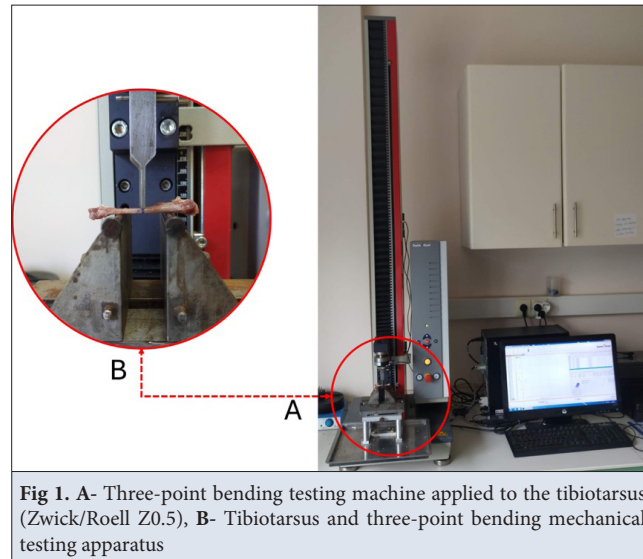 B
A
Fig 1. A- Three-point bending testing machine applied to the tibiotarsus
(Zwick/Roell Z0.5), B- Tibiotarsus and three-point bending mechanical
testing apparatus